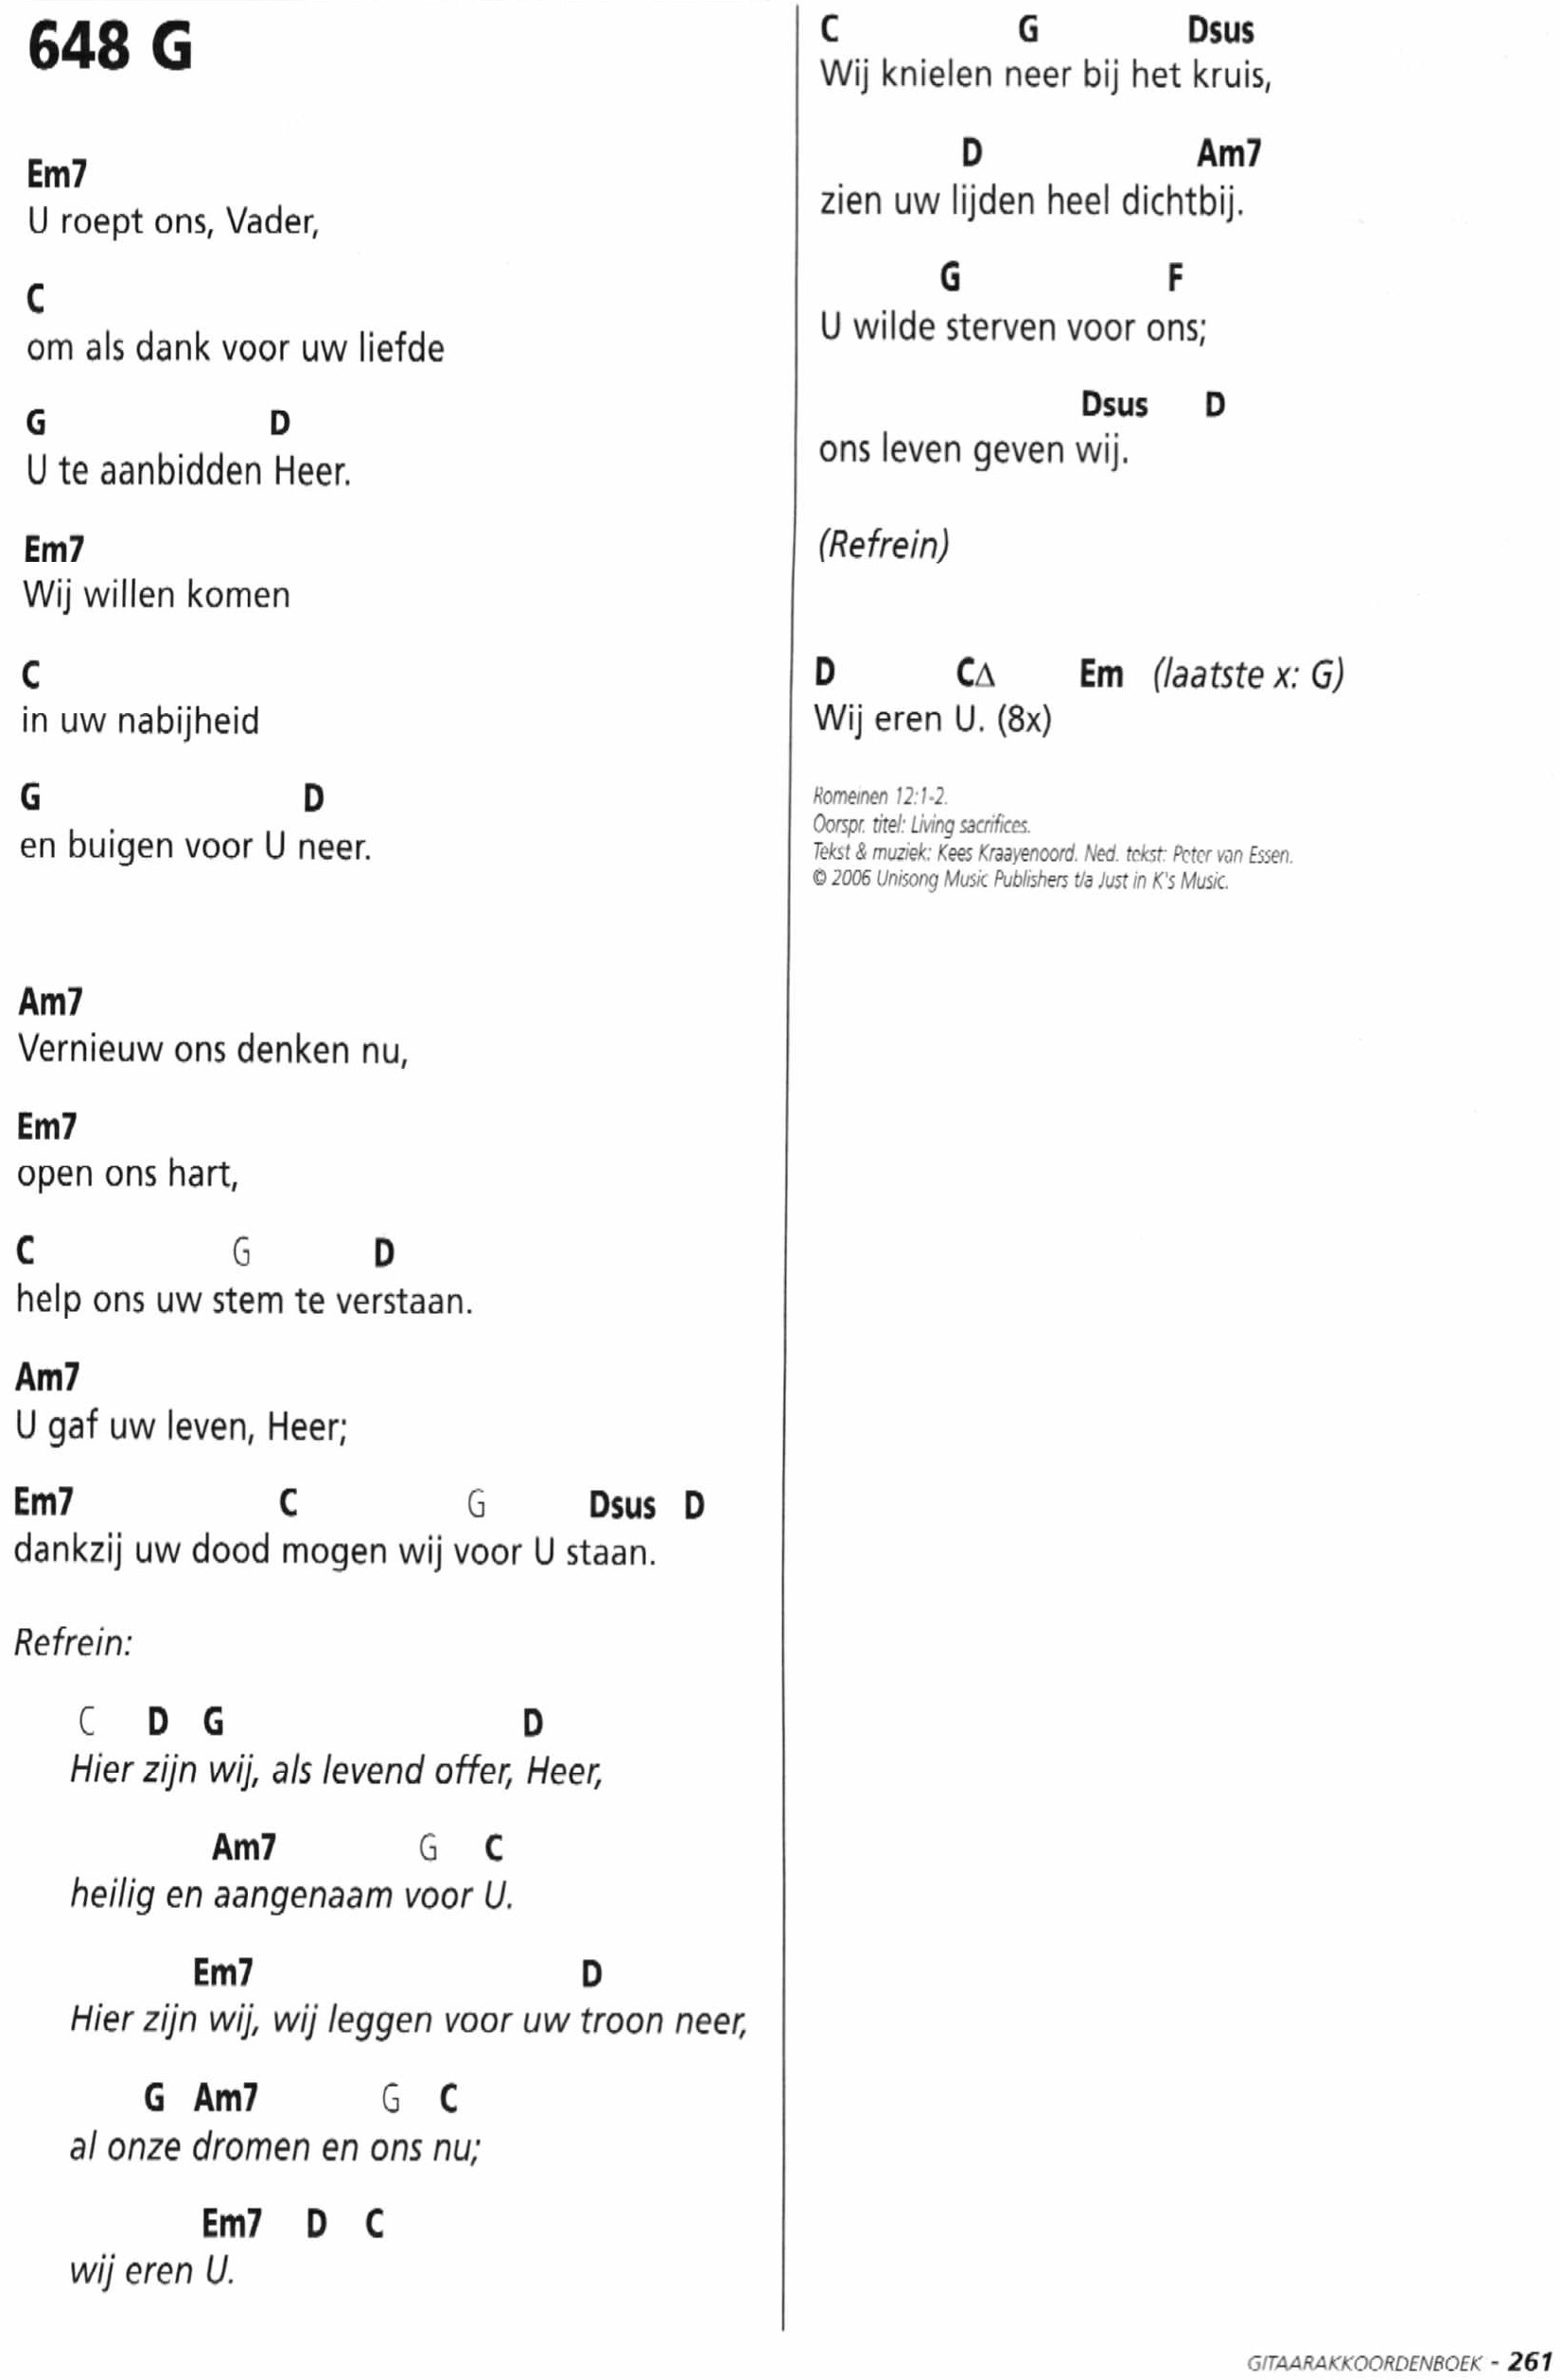 648 G
Em7
U roept ons, Vader,
C
om als dank voor uw liefde
G D
U te aanbidden Heer.
Em7
Wij willen komen
C
in uw nabijheid
G D
en buigen voor U neer.
Am7
Vernieuw ons denken nu,
Em7
open ons hart,
C G D
help ons uw stem te verstaan.
Am7
U gaf uw leven, Heer;
Em7 C G Dsus D
dankzij uw dood mogen wij voor U staan.
Refrein:
C D G D
Hier zijn wij, als levend offer, Heer,
Am7 G C
heilig en aangenaam voor U.
Em7 D
Hier zijn wij, wij leggen voor uw troon neer,
G Am7 G C
al onze dromen en ons nu;
Em7 D C
wij eren U.
C G Dsus
Wij knielen neer bij het kruis,
D Am7
zien uw lijden heel dichtbij.
G F
U wilde sterven voor ons;
Dsus D
ons leven geven wij.
(Refrein)
D C∆ Em (laatste x: G)
Wij eren U. (8x)
Romeinen 12:1-2.
Oorspr. titel: Living sacrifices.
Tekst & muziek: Kees Kraayenoord. Ned. tekst: Peter van Essen.
© 2006 Unisong Music Publishers t/a Just in K's Music.
GITAARAKKOORDENBOEK - 261